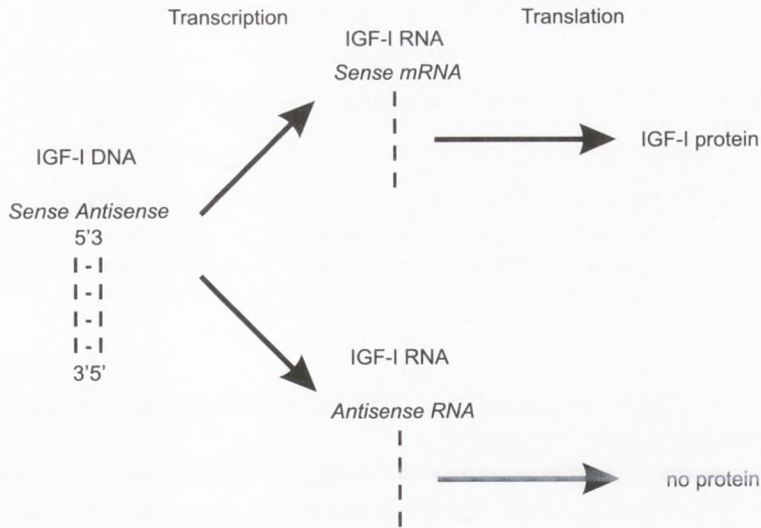 Transcription
Translation
IGF-I RNA
Sense mRNA
IGF-I protein
IGF-I DNA
Sense Antisense
5'3
3'5'
IGF-I RNA
Antisense RNA
no protein